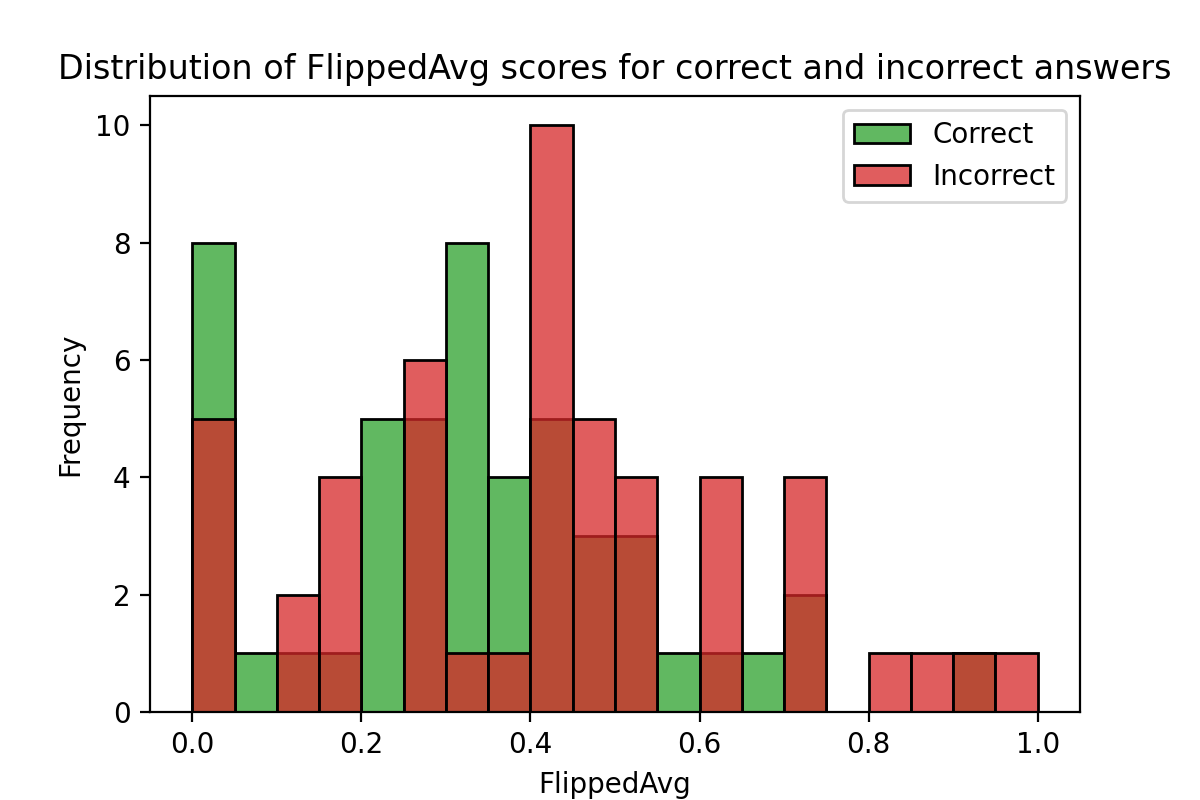 Distribution of FlippedAvg scores for correct and incorrect answers
Correct
Incorrect
Frequency
10
8
6
4
2
0
0.0 0.2 0.4 0.6 0.8 1.0
FlippedAvg